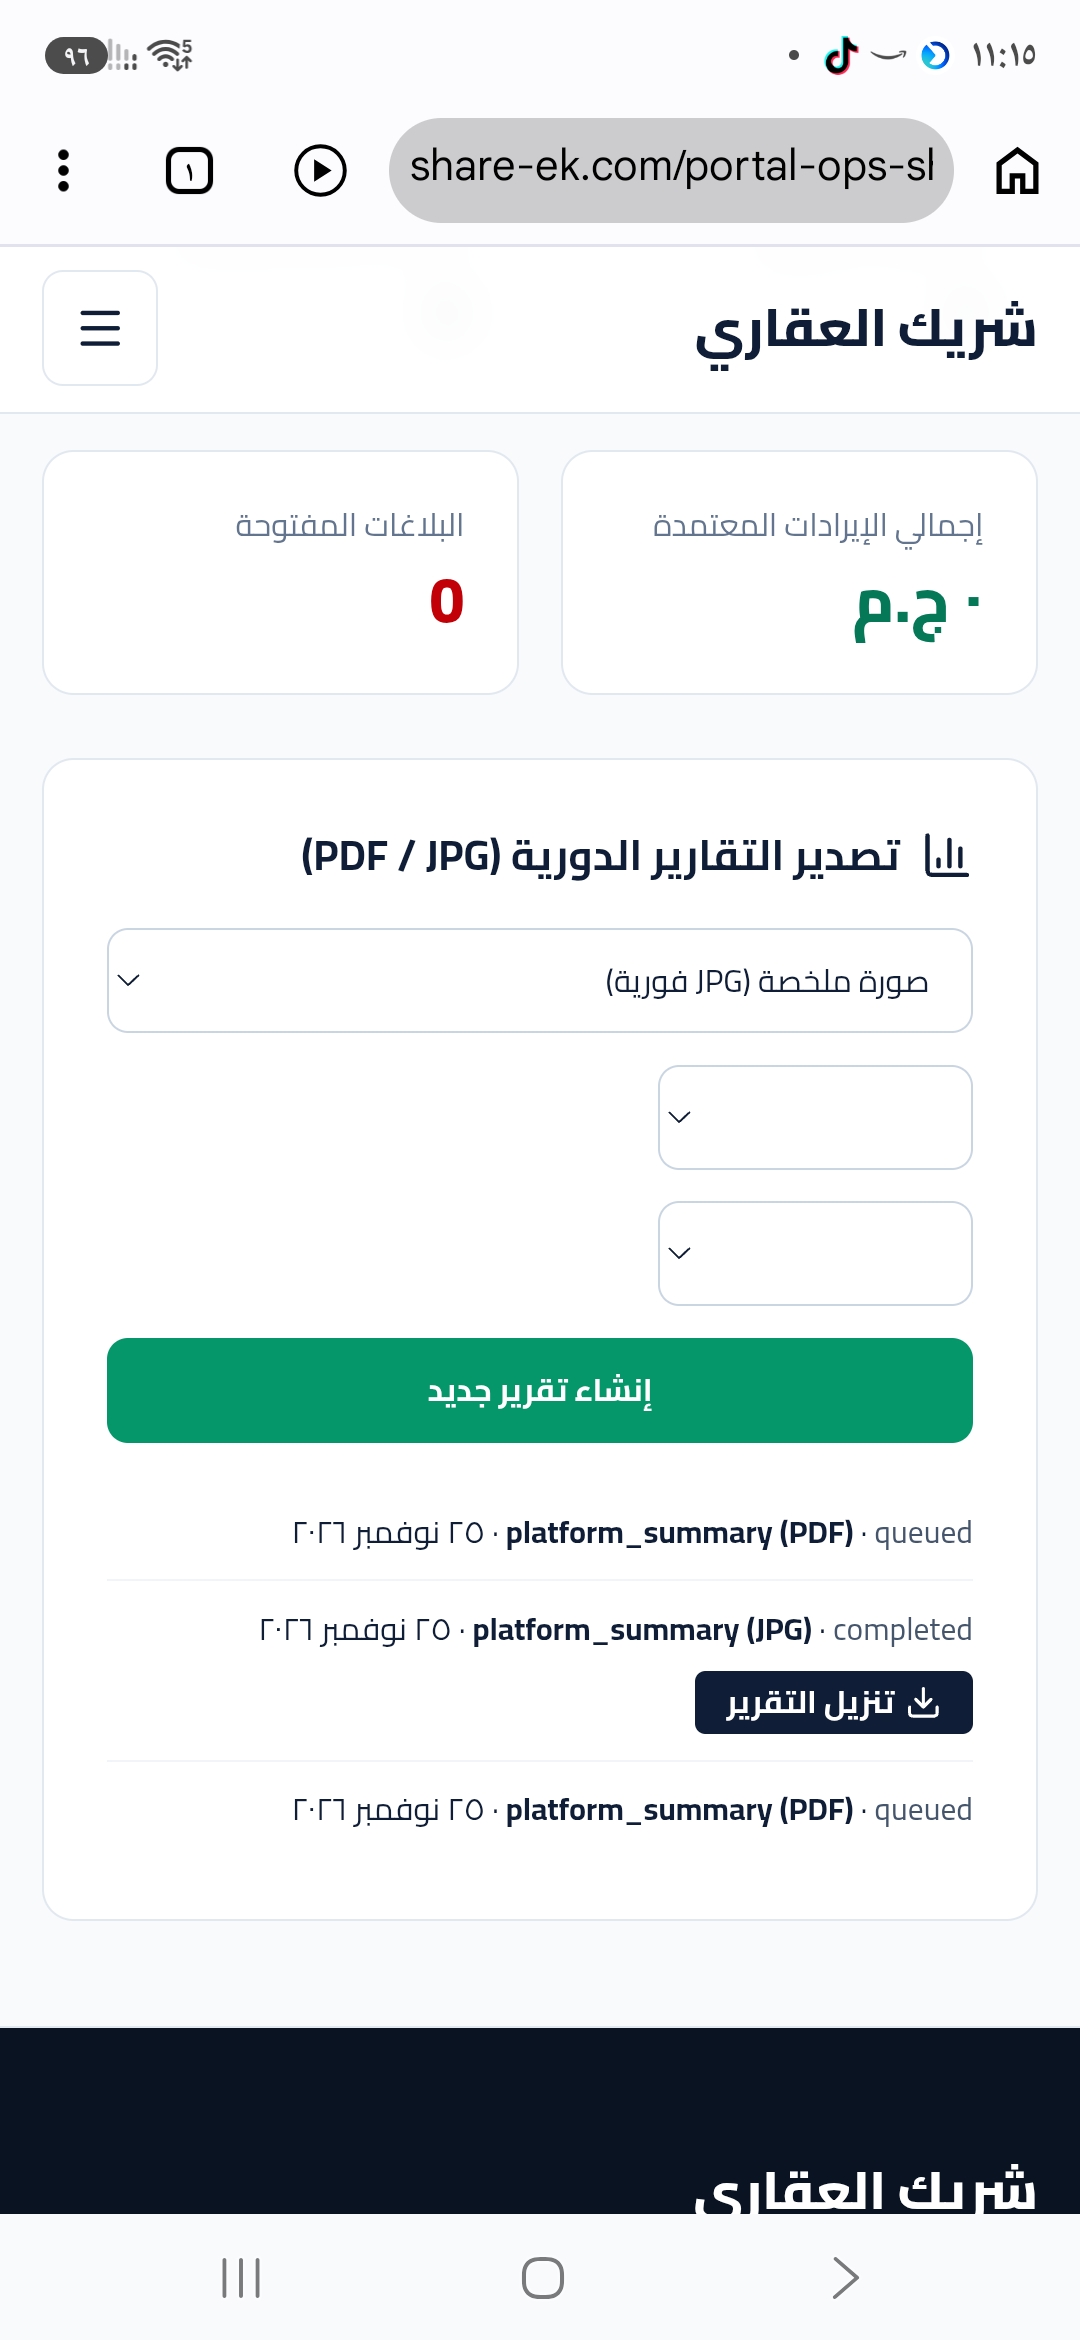 ١١:١٥
٩٦
5
١
share-ek.com/portal-ops-sl
شريك العقاري
إجمالي الإيرادات المعتمدة
٠ ج.م
البلاغات المفتوحة
0
تصدير التقارير الدورية (PDF / JPG)
صورة ملخصة (JPG فورية)
إنشاء تقرير جديد
queued · platform_summary (PDF) · ٢٥ نوفمبر ٢٠٢٦
completed · platform_summary (JPG) · ٢٥ نوفمبر ٢٠٢٦
تنزيل التقرير
queued · platform_summary (PDF) · ٢٥ نوفمبر ٢٠٢٦
شريك العقاري